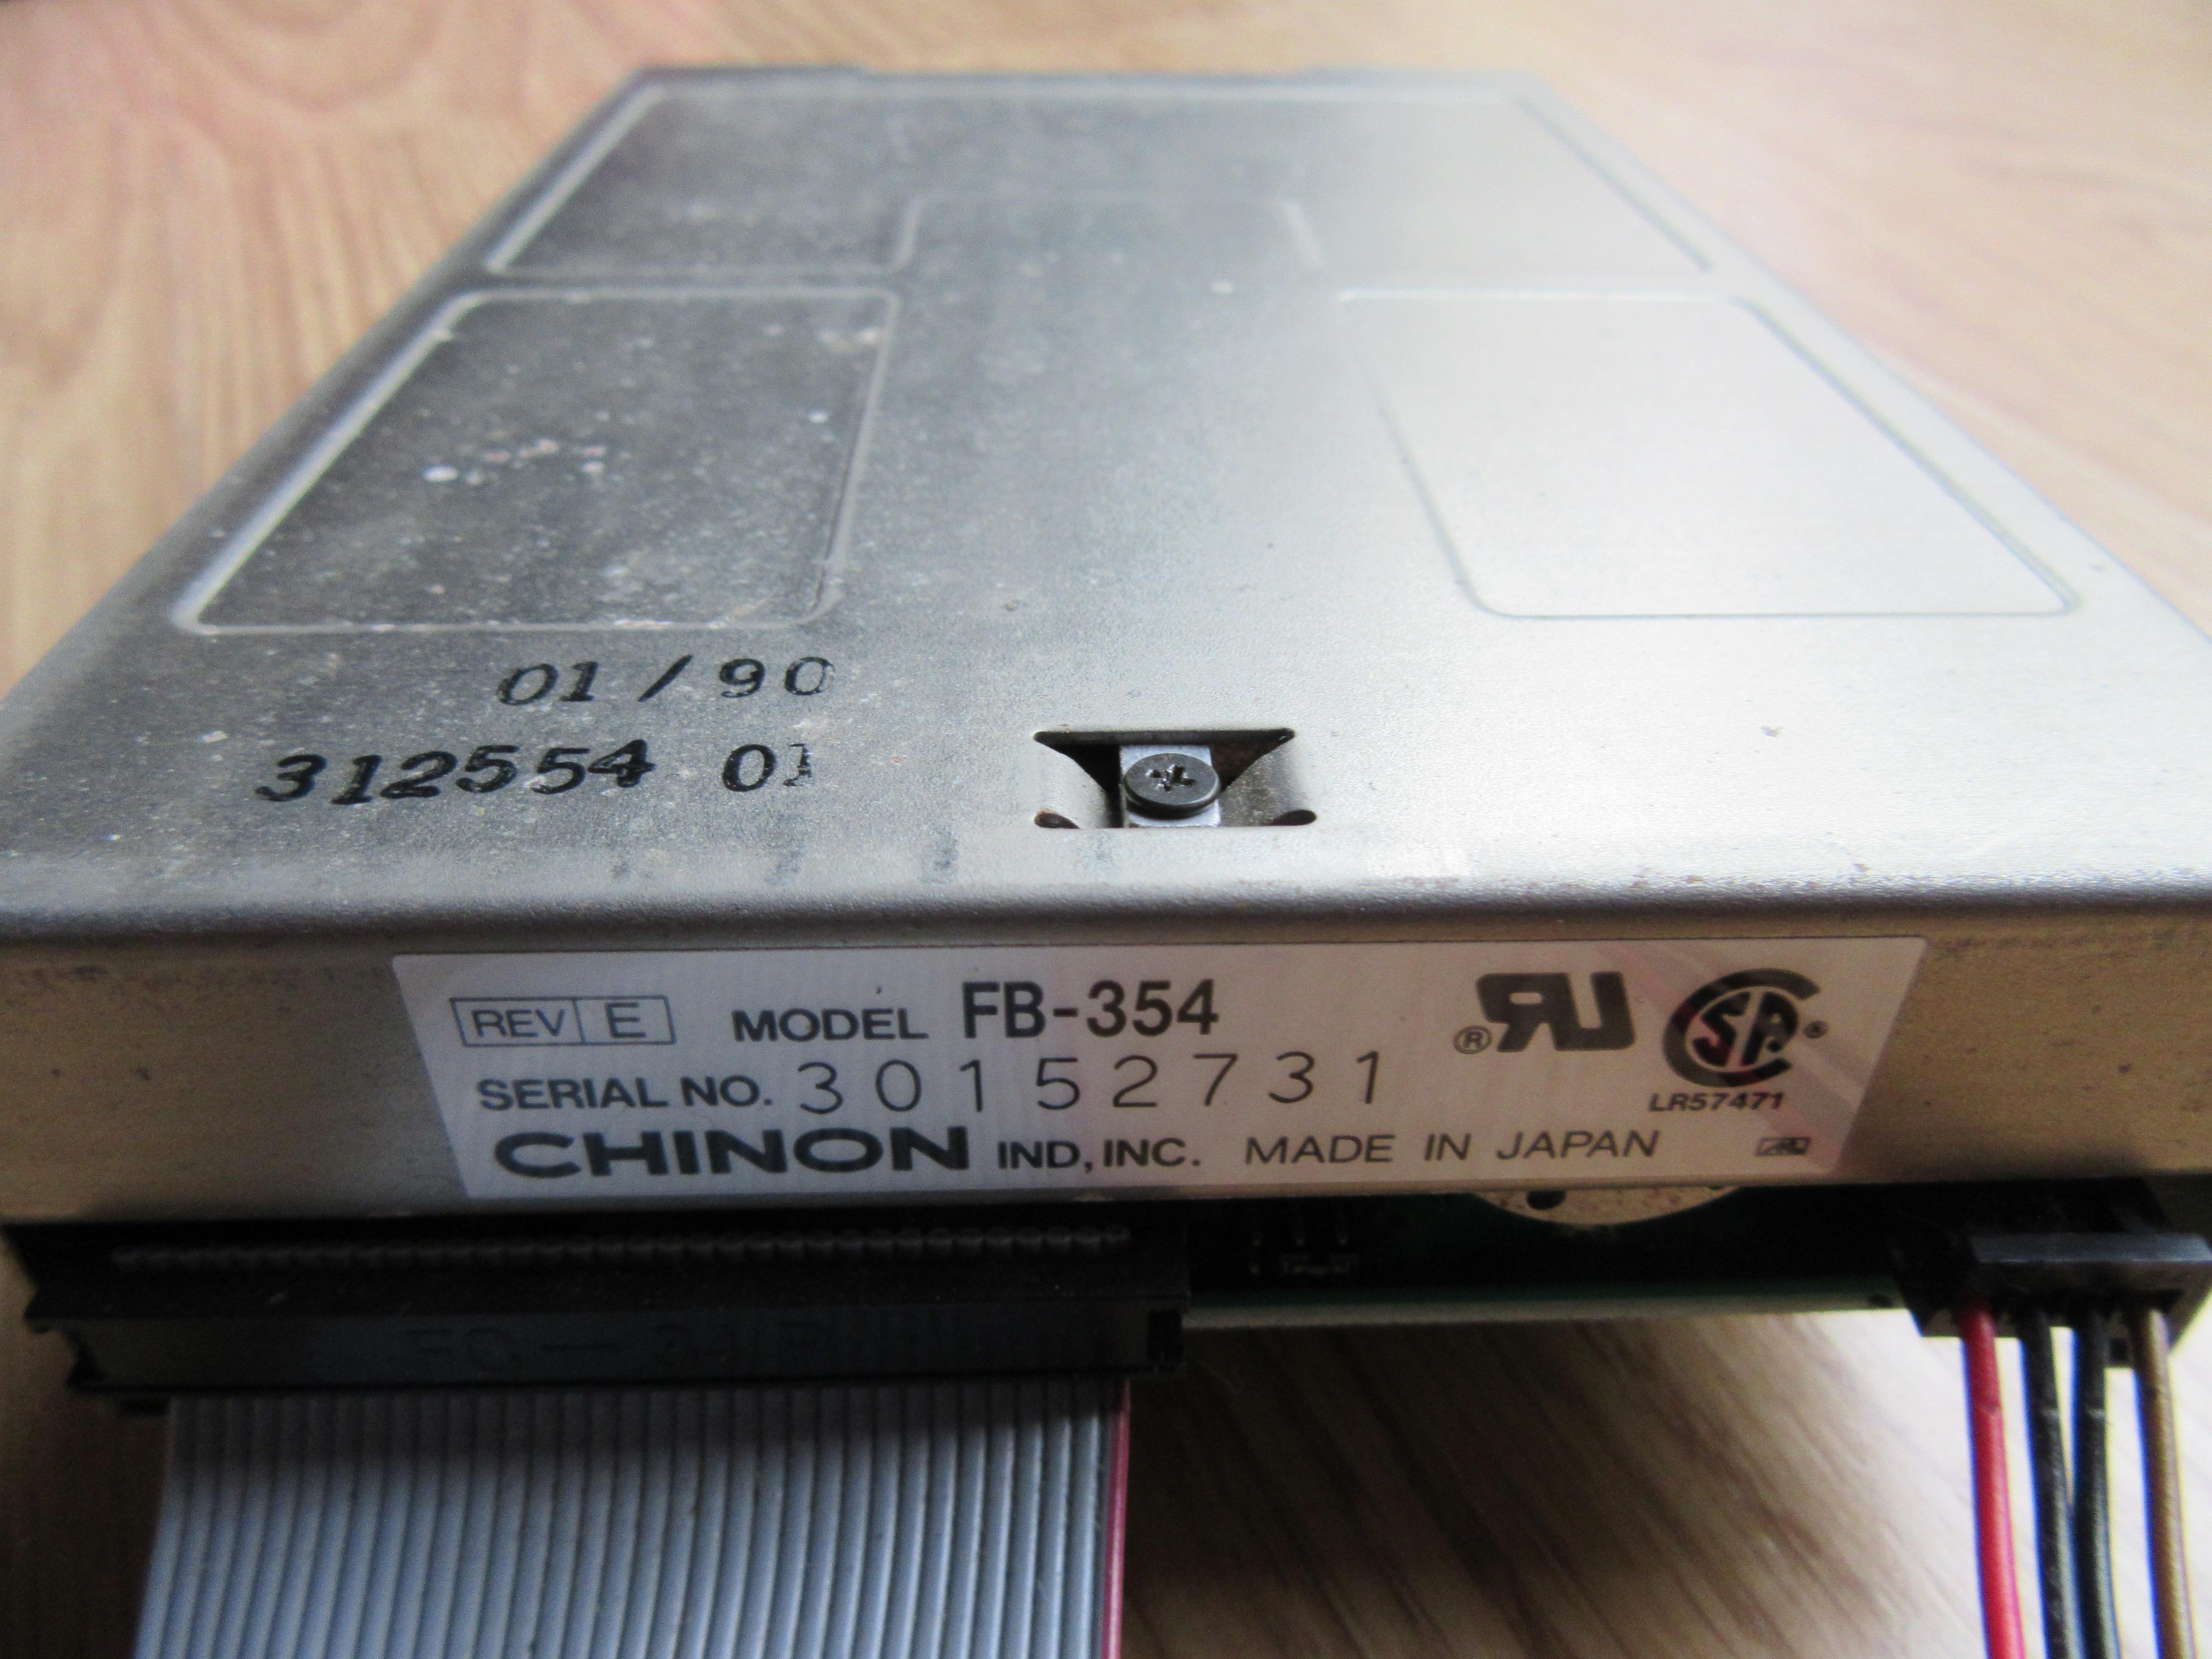 01/90
312554 01
REV E MODEL FB-354
SERIAL NO. 30152731
® LR57471
CHINON IND, INC. MADE IN JAPAN